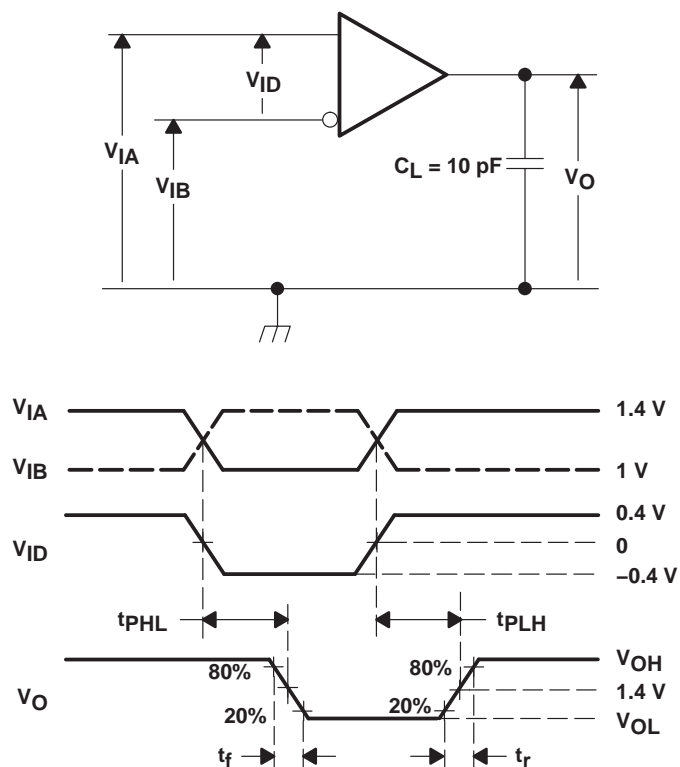 VID
VIA
VIB
CL = 10 pF
VO
VIA
1.4 V
VIB
1 V
0.4 V
VID
0
–0.4 V
tPHL
tPLH
80%
80%
VOH
VO
1.4 V
20%
20%
VOL
tf
tr